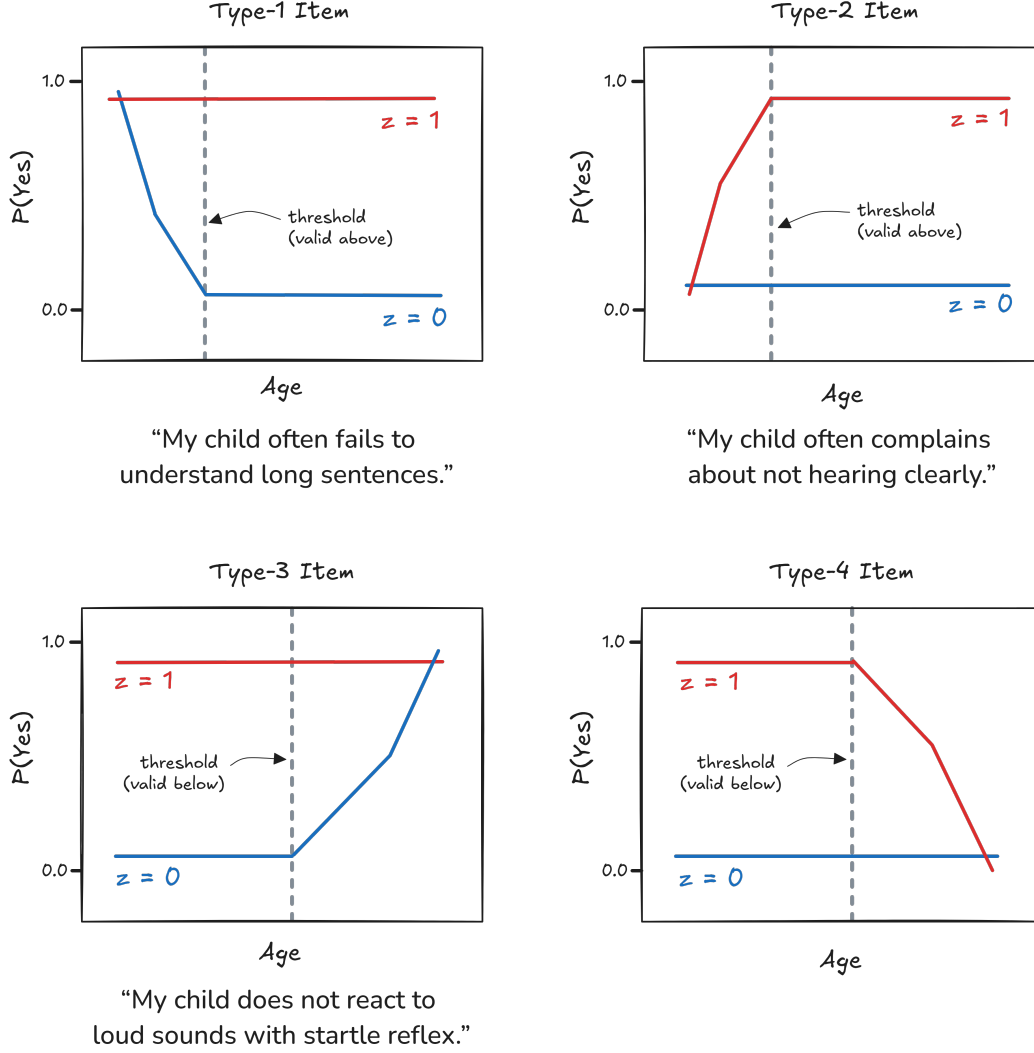 Type-1 Item
1.0
z = 1
P(Yes)
threshold
(valid above)
0.0
z = 0
Age
“My child often fails to
understand long sentences.”
Type-2 Item
1.0
z = 1
P(Yes)
threshold
(valid above)
0.0
z = 0
Age
“My child often complains
about not hearing clearly.”
Type-3 Item
1.0
z = 1
P(Yes)
threshold
(valid below)
0.0
z = 0
Age
“My child does not react to
loud sounds with startle reflex.”
Type-4 Item
1.0
z = 1
P(Yes)
threshold
(valid below)
0.0
z = 0
Age